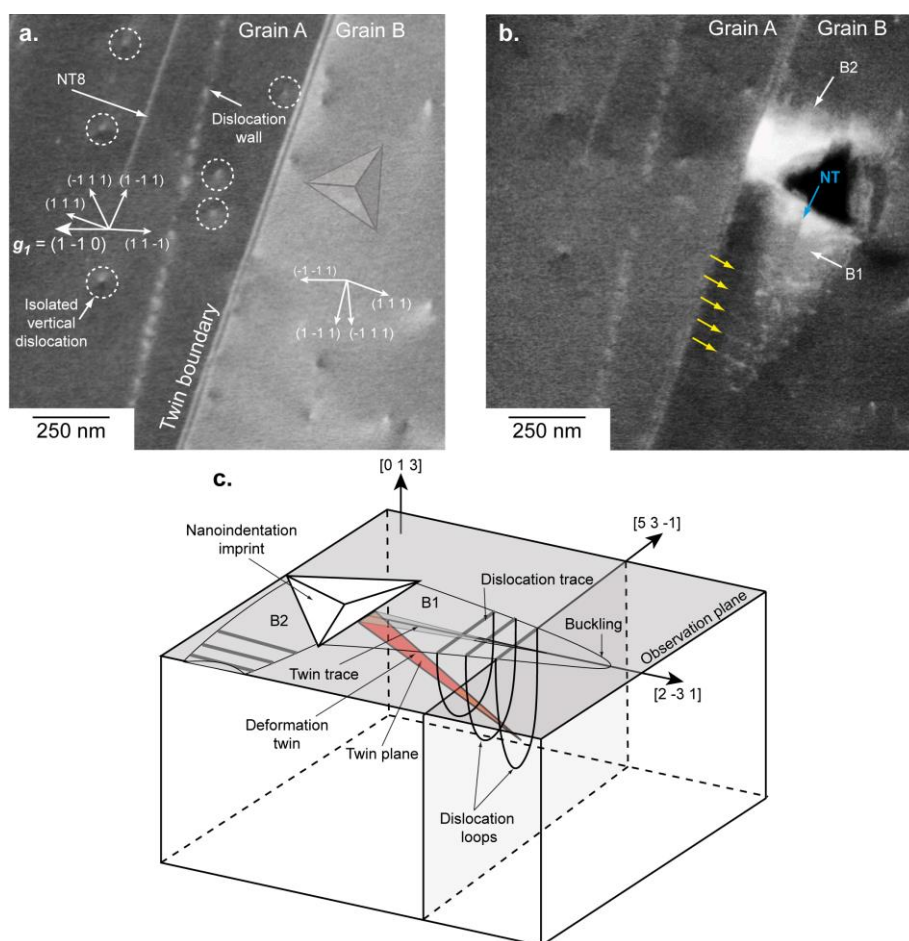 a.
Grain A
Grain B
NT8
Dislocation
wall
(-1 1 1)
(1 -1 1)
(1 1 1)
g1 = (1 -1 0)
(1 1 -1)
Isolated
vertical
dislocation
Twin boundary
(-1 -1 1)
(1 1 1)
(1 -1 1)
(-1 1 1)
250 nm
b.
Grain A
Grain B
B2
NT
B1
250 nm
c.
[0 1 3]
[5 3 -1]
Nanoindentation
imprint
Dislocation trace
B1
B2
Buckling
Observation plane
Twin trace
[2 -3 1]
Deformation
twin
Twin plane
Dislocation
loops